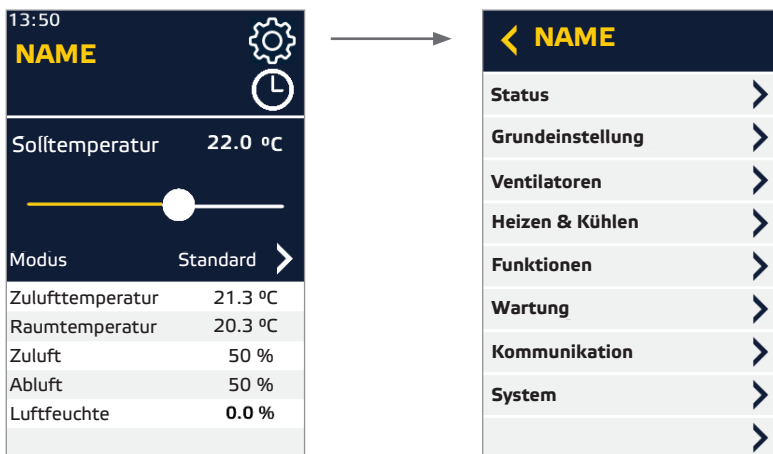 13:50
NAME
Solltemperatur 22.0 ºC
Modus Standard
Zulufttemperatur 21.3 ºC
Raumtemperatur 20.3 ºC
Zuluft 50 %
Abluft 50 %
Luftfeuchte 0.0 %
NAME
Status
Grundeinstellung
Ventilatoren
Heizen & Kühlen
Funktionen
Wartung
Kommunikation
System